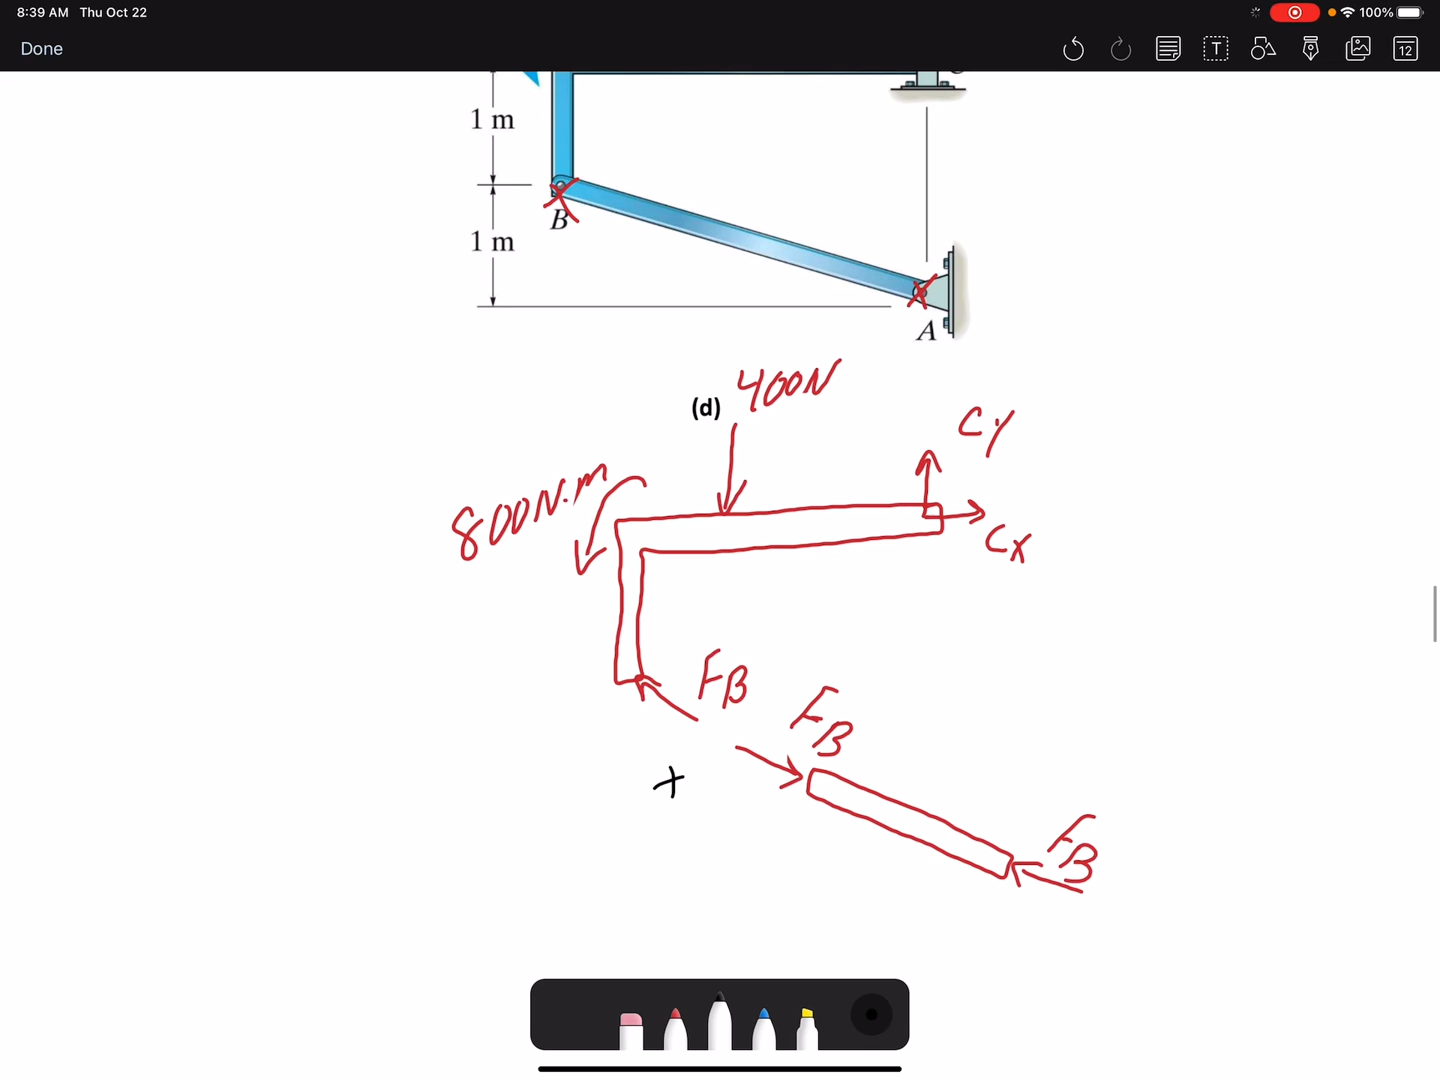 8:39 AM Thu Oct 22
100%
Done
T
12
1 m
B
1 m
A
(d)
400N
Cy
800N.m
Cx
FB
FB
+
FB